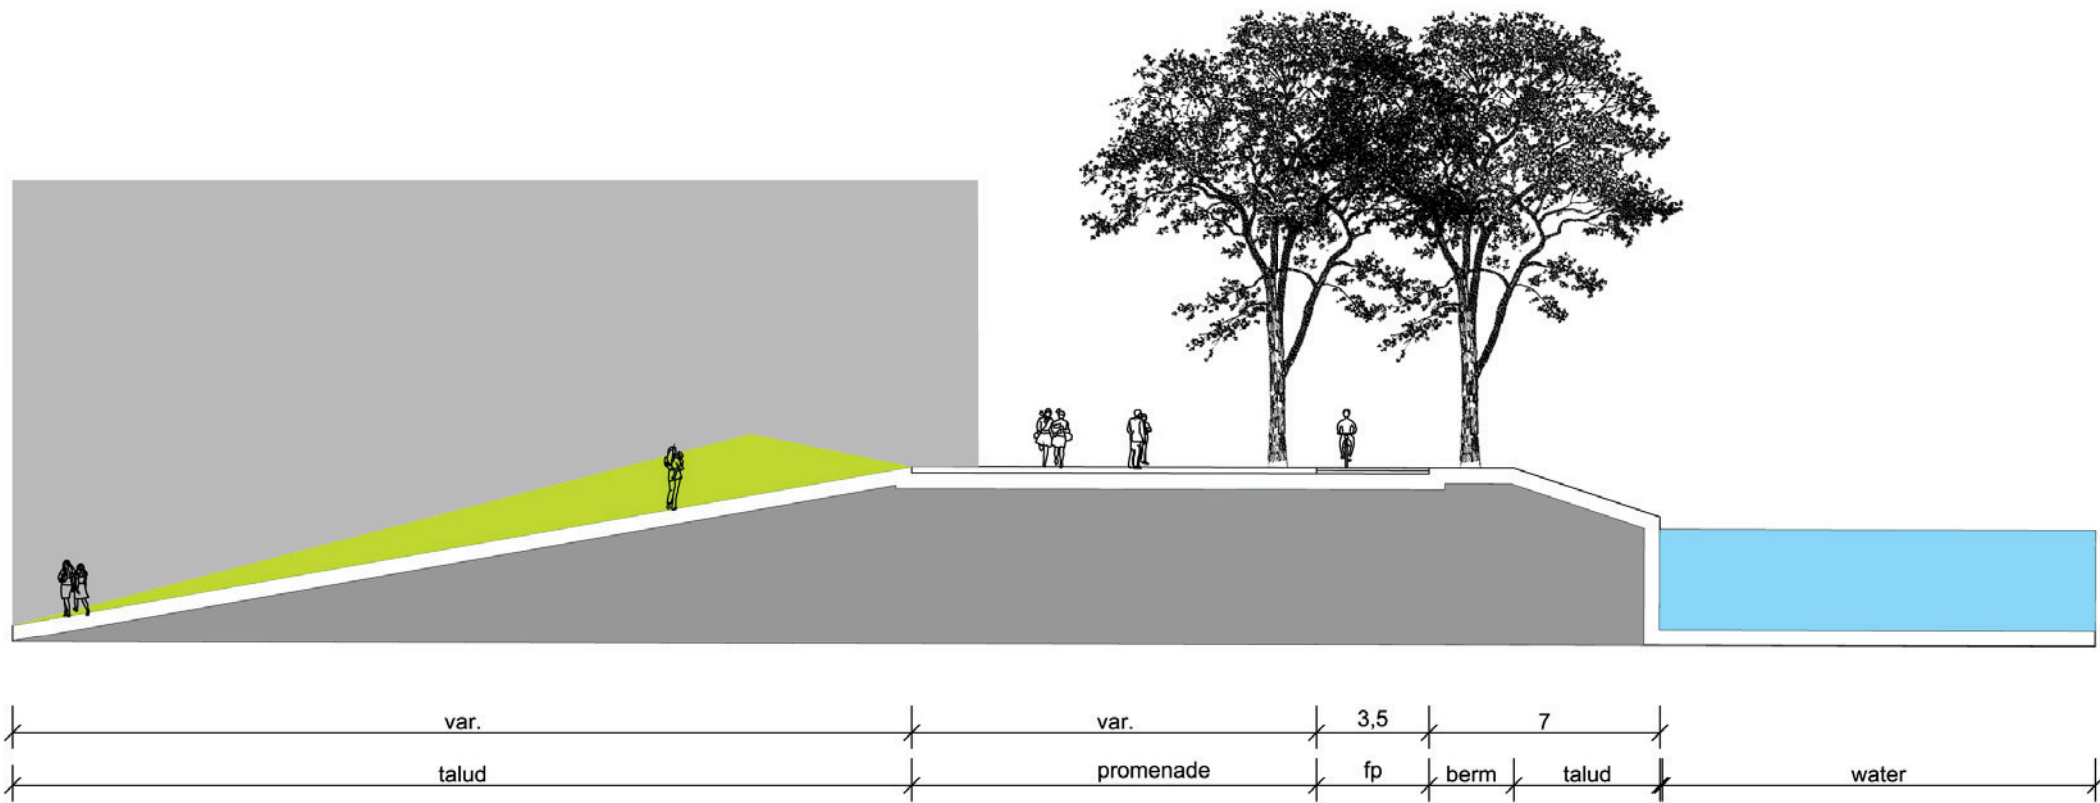 var. var. 3,5 7
talud promenade fp berm talud water